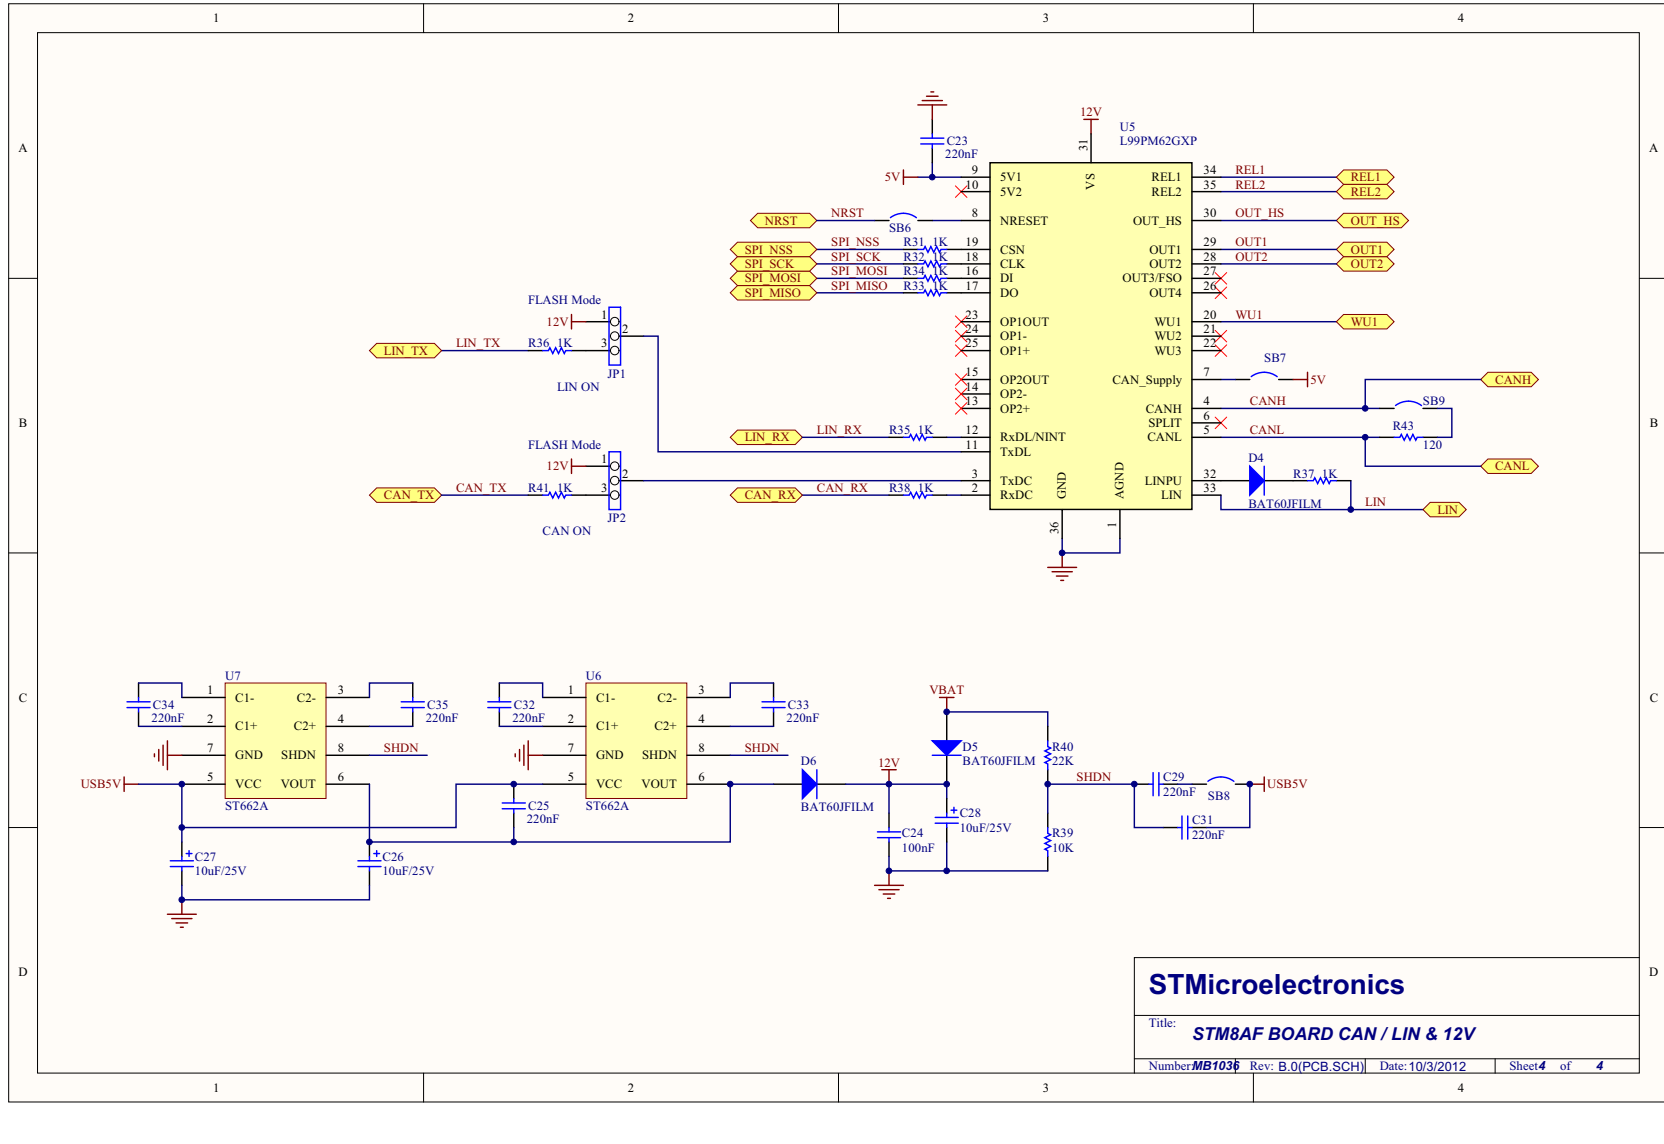 1 2 3 4
A A
B B
C C
D D
1 2 3 4
12V
U5
L99PM62GXP
C23
220nF
31
VS
5V 9 5V1
10 5V2
NRST NRST SB6 8 NRESET
SPI_NSS SPI_NSS R31 1K 19 CSN
SPI_SCK SPI_SCK R32 1K 18 CLK
SPI_MOSI SPI_MOSI R34 1K 16 DI
SPI_MISO SPI_MISO R33 1K 17 DO
23 OP1OUT
24 OP1-
25 OP1+
15 OP2OUT
14 OP2-
13 OP2+
LIN_RX LIN_RX R35 1K 12 RxDL/NINT
11 TxDL
3 TxDC
CAN_RX CAN_RX R38 1K 2 RxDC
REL1 34 REL1 REL1
REL2 35 REL2 REL2
OUT_HS 30 OUT_HS OUT_HS
OUT1 29 OUT1 OUT1
OUT2 28 OUT2 OUT2
OUT3/FSO 27
OUT4 26
WU1 20 WU1 WU1
WU2 21
WU3 22
CAN_Supply 7 SB7 5V
CANH 4 CANH CANH
SPLIT 6
CANL 5 CANL CANL
SB9
R43
120
LINPU 32 D4 R37 1K
BAT60JFILM
LIN 33 LIN LIN
GND AGND
36 1
FLASH Mode
12V 1
2
LIN_TX LIN_TX R36 1K 3
JP1
LIN ON
FLASH Mode
12V 1
2
CAN_TX CAN_TX R41 1K 3
JP2
CAN ON
U7
C34
220nF
1 C1- C2- 3
2 C1+ C2+ 4
7 GND SHDN 8 SHDN
USB5V 5 VCC VOUT 6
ST662A
C35
220nF
C27
10uF/25V
C26
10uF/25V
U6
C32
220nF
1 C1- C2- 3
2 C1+ C2+ 4
7 GND SHDN 8 SHDN
5 VCC VOUT 6
ST662A
C33
220nF
C25
220nF
D6
BAT60JFILM
12V
VBAT
D5
BAT60JFILM
C24
100nF
C28
10uF/25V
R40
22K
R39
10K
SHDN
C29
220nF
SB8
USB5V
C31
220nF
STMicroelectronics
Title:
STM8AF BOARD CAN / LIN & 12V
Number:MB1036 Rev: B.0(PCB.SCH) Date:10/3/2012 Sheet 4 of 4